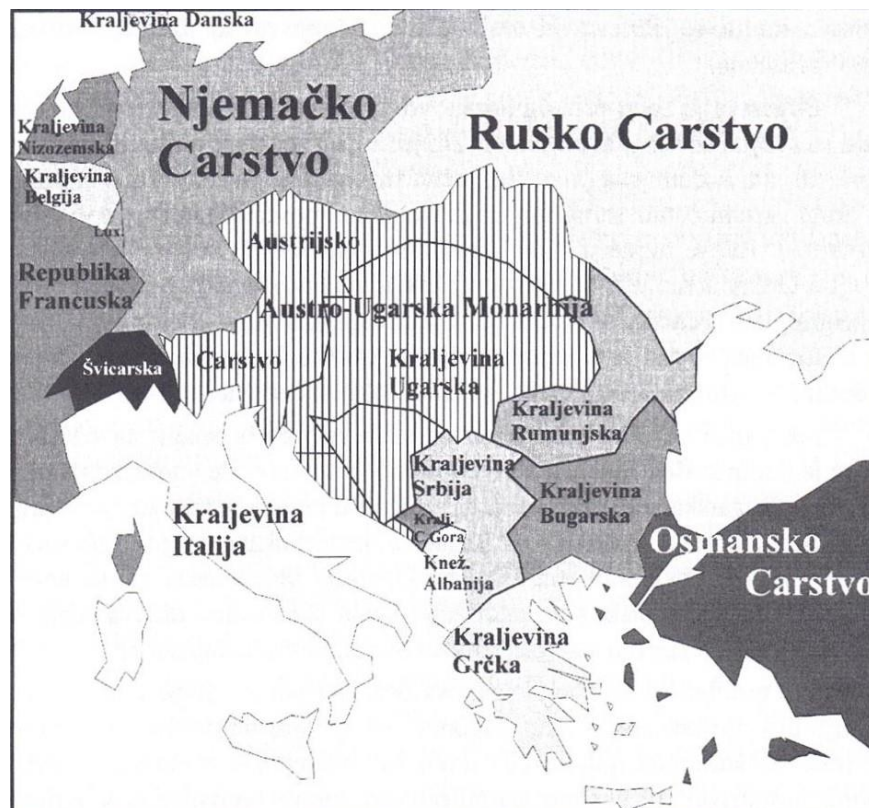 Kraljevina Danska
Njemačko
Carstvo
Rusko Carstvo
Kraljevina
Nizozemska
Kraljevina
Belgija
Lux.
Republika
Francuska
Austrijsko
Austro-Ugarska Monarhija
Švicarska
Carstvo
Kraljevina
Ugarska
Kraljevina
Rumunjska
Kraljevina
Srbija
Kraljevina
Bugarska
Kralj.
C.Gora
Knež.
Albanija
Kraljevina
Italija
Osmansko
Carstvo
Kraljevina
Grčka